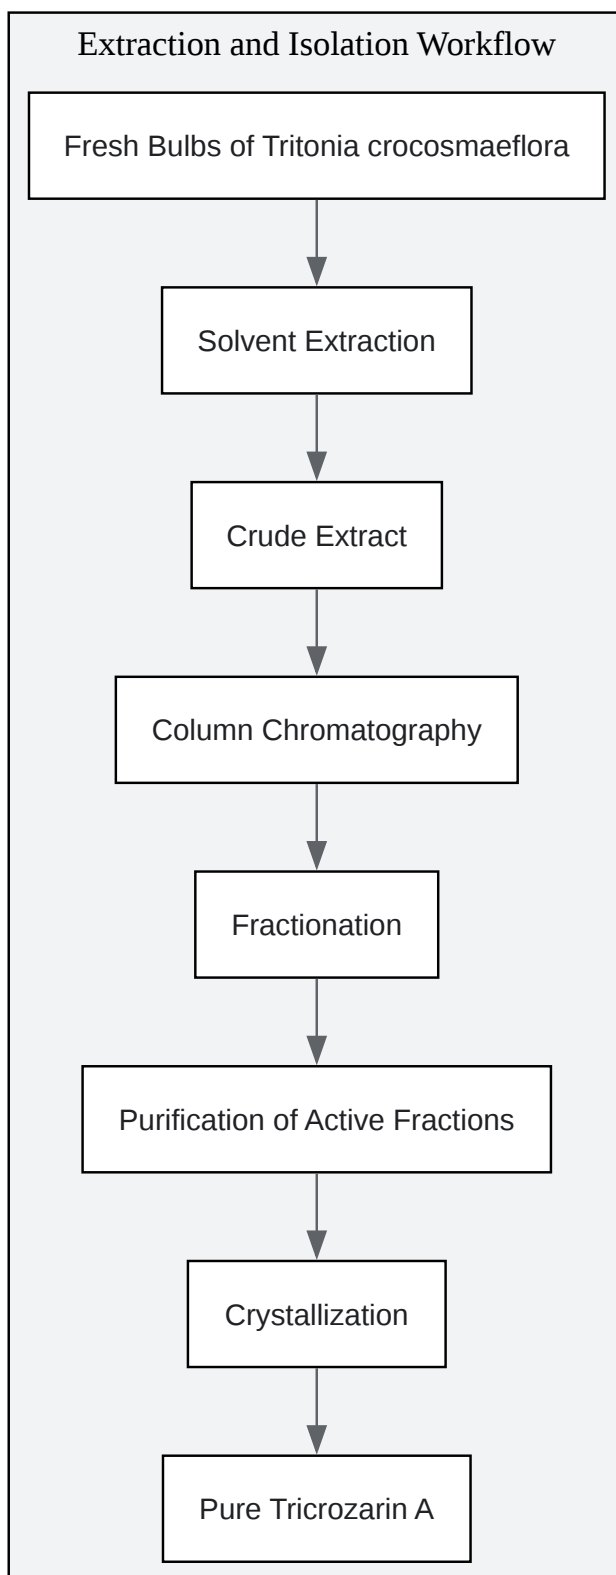 Extraction and Isolation Workflow
Fresh Bulbs of Tritonia crocosmaeflora
Solvent Extraction
Crude Extract
Column Chromatography
Fractionation
Purification of Active Fractions
Crystallization
Pure Tricrozarin A